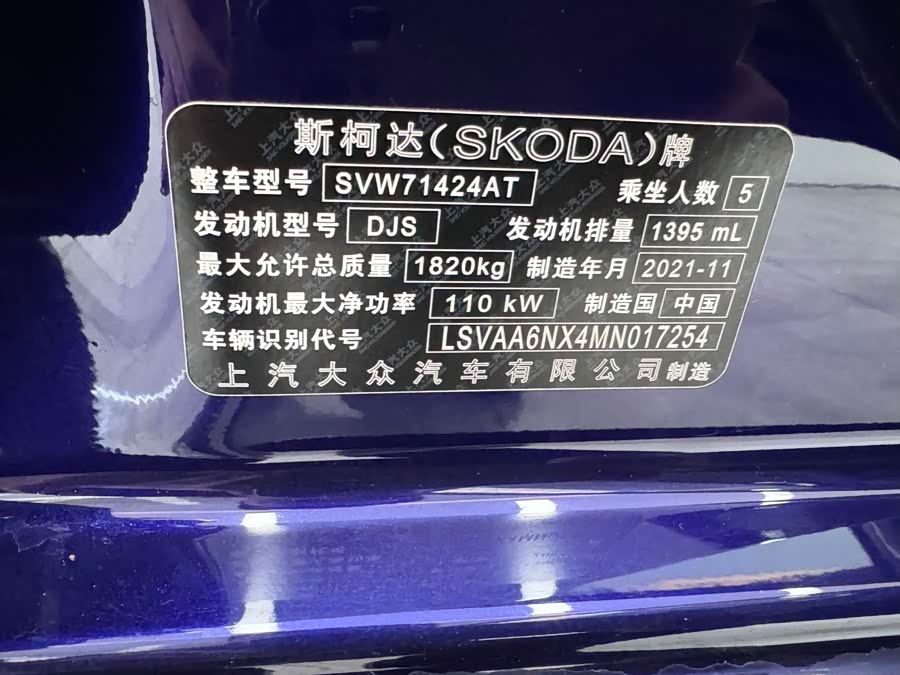 斯柯达(SKODA)牌
整车型号 SVW71424AT 乘坐人数 5
发动机型号 DJS 发动机排量 1395 mL
最大允许总质量 1820kg 制造年月 2021-11
发动机最大净功率 110 kW 制造国 中国
车辆识别代号 LSVAA6NX4MN017254
上汽大众汽车有限公司制造